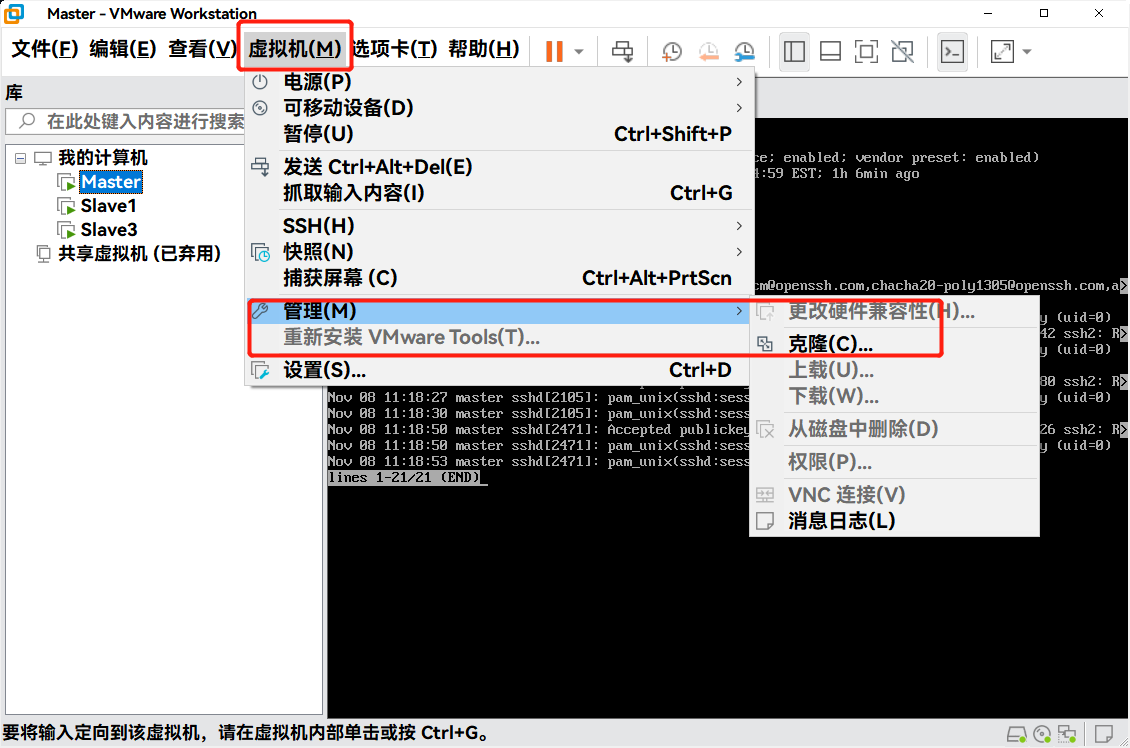 Master - VMware Workstation
文件(F) 编辑(E) 查看(V) 虚拟机(M) 选项卡(T) 帮助(H)
库
在此处键入内容进行搜索
我的计算机
Master
Slave1
Slave3
共享虚拟机 (已弃用)
电源(P)
可移动设备(D)
暂停(U) Ctrl+Shift+P
发送 Ctrl+Alt+Del(E)
抓取输入内容(I) Ctrl+G
SSH(H)
快照(N)
捕获屏幕 (C) Ctrl+Alt+PrtScn
管理(M)
重新安装 VMware Tools(T)...
设置(S)... Ctrl+D
更改硬件兼容性(H)...
克隆(C)...
上载(U)...
下载(W)...
从磁盘中删除(D)
权限(P)...
VNC 连接(V)
消息日志(L)
ce; enabled; vendor preset: enabled)
:59 EST; 1h 6min ago
cm@openssh.com,chacha20-poly1305@openssh.com,a>
y (uid=0)
42 ssh2: R>
y (uid=0)
80 ssh2: R>
Nov 08 11:18:27 master sshd[2105]: pam_unix(sshd:sess y (uid=0)
Nov 08 11:18:30 master sshd[2105]: pam_unix(sshd:sess
Nov 08 11:18:50 master sshd[2471]: Accepted publickey 26 ssh2: R>
Nov 08 11:18:50 master sshd[2471]: pam_unix(sshd:sess y (uid=0)
Nov 08 11:18:53 master sshd[2471]: pam_unix(sshd:sess
lines 1-21/21 (END)
要将输入定向到该虚拟机，请在虚拟机内部单击或按 Ctrl+G。